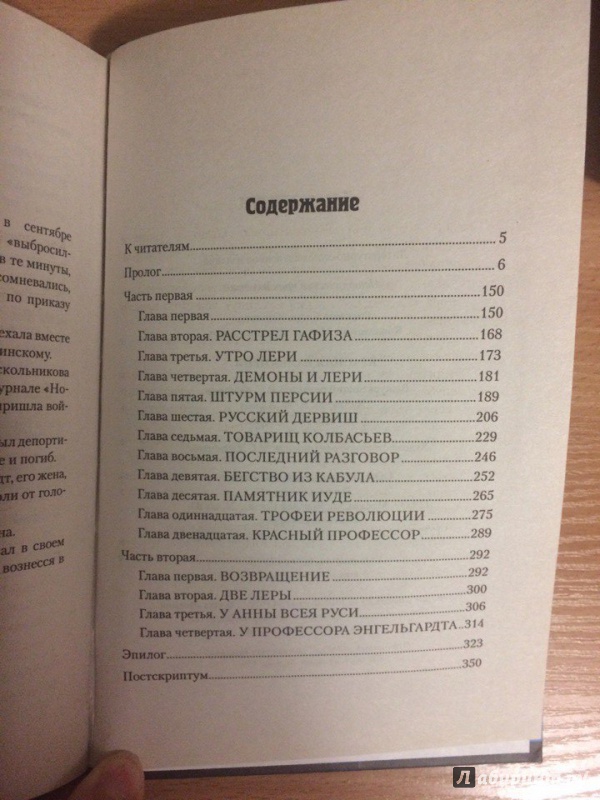 в сентябре
«выбросил-
в те минуты,
сомневались,
по приказу
ехала вместе
инскому.
скольникова
урнале «Но-
пришла вой-
ыл депорти-
е и погиб.
дт, его жена,
али от голо-
на.
ал в своем
вознесся в
Содержание
К читателям 5
Пролог 6
Часть первая 150
Глава первая 150
Глава вторая. РАССТРЕЛ ГАФИЗА 168
Глава третья. УТРО ЛЕРИ 173
Глава четвертая. ДЕМОНЫ И ЛЕРИ 181
Глава пятая. ШТУРМ ПЕРСИИ 189
Глава шестая. РУССКИЙ ДЕРВИШ 206
Глава седьмая. ТОВАРИЩ КОЛБАСЬЕВ 229
Глава восьмая. ПОСЛЕДНИЙ РАЗГОВОР 246
Глава девятая. БЕГСТВО ИЗ КАБУЛА 252
Глава десятая. ПАМЯТНИК ИУДЕ 265
Глава одиннадцатая. ТРОФЕИ РЕВОЛЮЦИИ 275
Глава двенадцатая. КРАСНЫЙ ПРОФЕССОР 289
Часть вторая 292
Глава первая. ВОЗВРАЩЕНИЕ 292
Глава вторая. ДВЕ ЛЕРЫ 300
Глава третья. У АННЫ ВСЕЯ РУСИ 306
Глава четвертая. У ПРОФЕССОРА ЭНГЕЛЬГАРДТА 314
Эпилог 323
Постскриптум 350